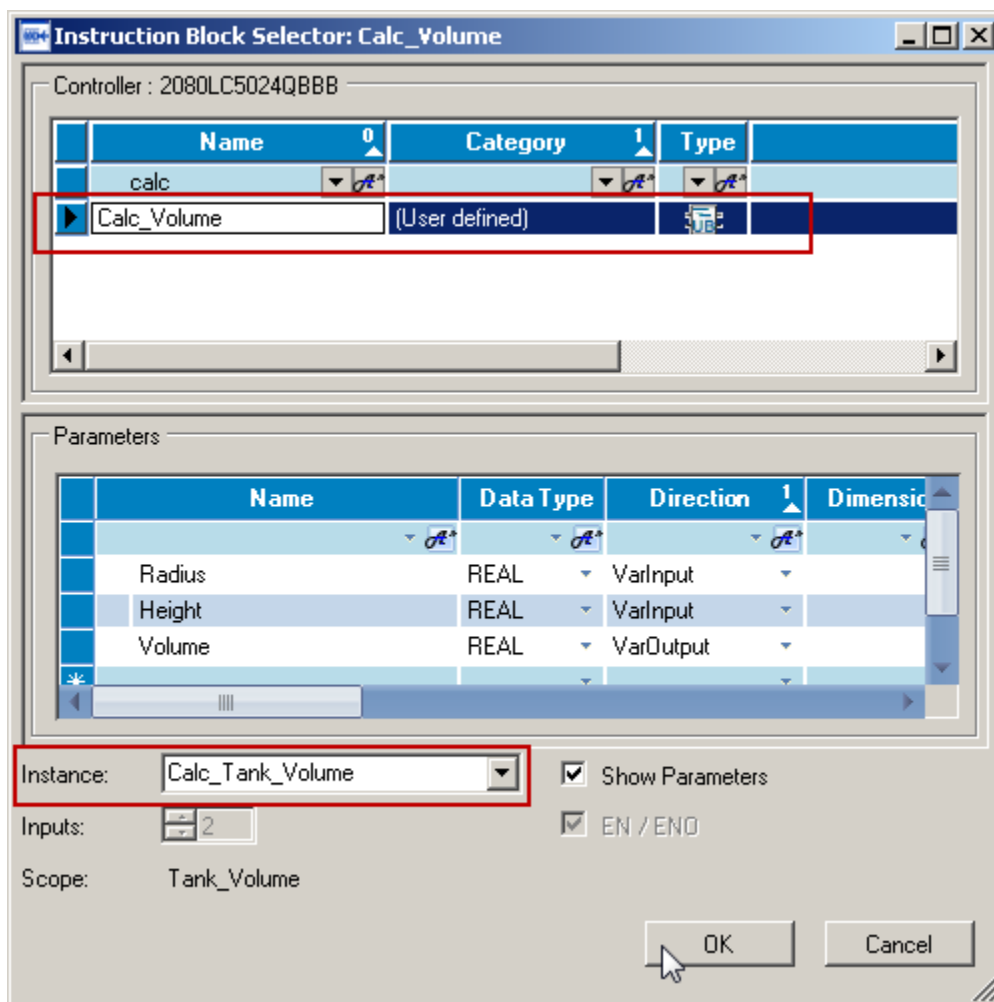 Instruction Block Selector: Calc_Volume
Controller : 2080LC5024QBBB
Name 0 Category 1 Type
calc
Calc_Volume (User defined) UB
Parameters
Name Data Type Direction 1 Dimensic
Radius REAL VarInput
Height REAL VarInput
Volume REAL VarOutput
Instance: Calc_Tank_Volume Show Parameters
Inputs: 2 EN / ENO
Scope: Tank_Volume
OK Cancel